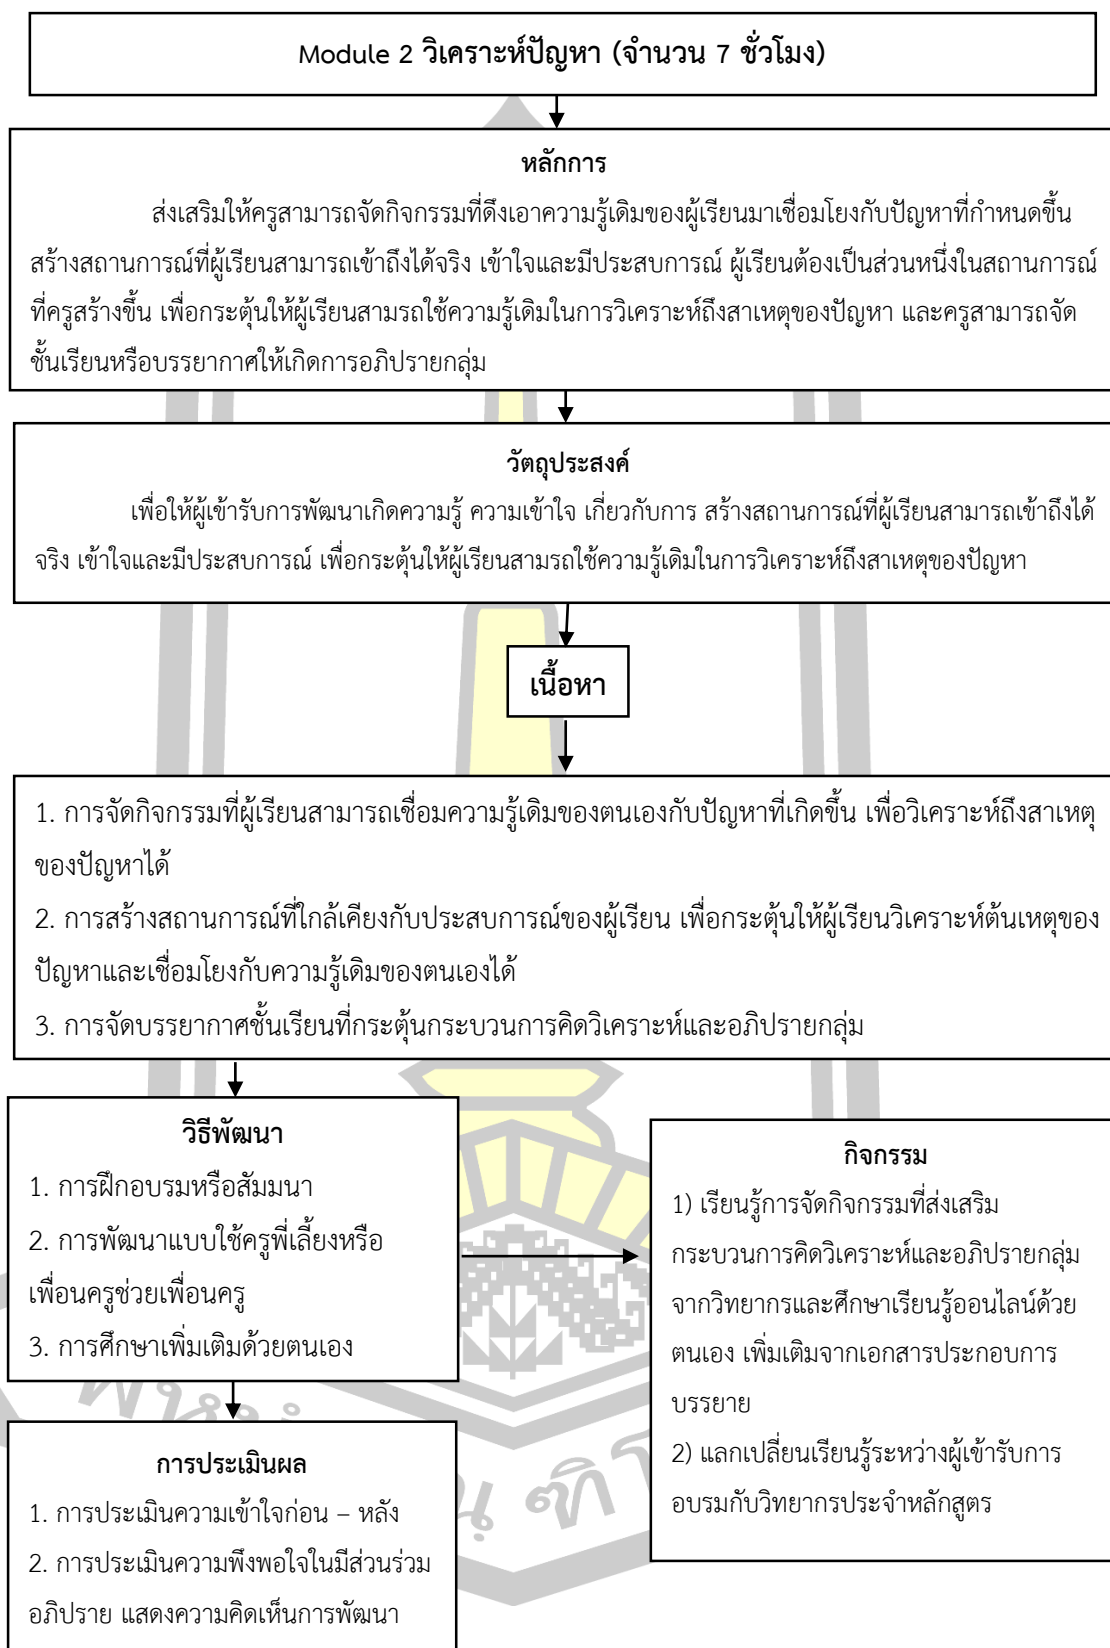 Module 2 วิเคราะห์ปัญหา (จำนวน 7 ชั่วโมง)
หลักการ
ส่งเสริมให้ครูสามารถจัดกิจกรรมที่ดึงเอาความรู้เดิมของผู้เรียนมาเชื่อมโยงกับปัญหาที่กำหนดขึ้น
สร้างสถานการณ์ที่ผู้เรียนสามารถเข้าถึงได้จริง เข้าใจและมีประสบการณ์ ผู้เรียนต้องเป็นส่วนหนึ่งในสถานการณ์
ที่ครูสร้างขึ้น เพื่อกระตุ้นให้ผู้เรียนสามรถใช้ความรู้เดิมในการวิเคราะห์ถึงสาเหตุของปัญหา และครูสามารถจัด
ชั้นเรียนหรือบรรยากาศให้เกิดการอภิปรายกลุ่ม
วัตถุประสงค์
เพื่อให้ผู้เข้ารับการพัฒนาเกิดความรู้ ความเข้าใจ เกี่ยวกับการ สร้างสถานการณ์ที่ผู้เรียนสามารถเข้าถึงได้
จริง เข้าใจและมีประสบการณ์ เพื่อกระตุ้นให้ผู้เรียนสามรถใช้ความรู้เดิมในการวิเคราะห์ถึงสาเหตุของปัญหา
เนื้อหา
1. การจัดกิจกรรมที่ผู้เรียนสามารถเชื่อมความรู้เดิมของตนเองกับปัญหาที่เกิดขึ้น เพื่อวิเคราะห์ถึงสาเหตุ
ของปัญหาได้
2. การสร้างสถานการณ์ที่ใกล้เคียงกับประสบการณ์ของผู้เรียน เพื่อกระตุ้นให้ผู้เรียนวิเคราะห์ต้นเหตุของ
ปัญหาและเชื่อมโยงกับความรู้เดิมของตนเองได้
3. การจัดบรรยากาศชั้นเรียนที่กระตุ้นกระบวนการคิดวิเคราะห์และอภิปรายกลุ่ม
วิธีพัฒนา
1. การฝึกอบรมหรือสัมมนา
2. การพัฒนาแบบใช้ครูพี่เลี้ยงหรือ
เพื่อนครูช่วยเพื่อนครู
3. การศึกษาเพิ่มเติมด้วยตนเอง
กิจกรรม
1) เรียนรู้การจัดกิจกรรมที่ส่งเสริม
กระบวนการคิดวิเคราะห์และอภิปรายกลุ่ม
จากวิทยากรและศึกษาเรียนรู้ออนไลน์ด้วย
ตนเอง เพิ่มเติมจากเอกสารประกอบการ
บรรยาย
2) แลกเปลี่ยนเรียนรู้ระหว่างผู้เข้ารับการ
อบรมกับวิทยากรประจำหลักสูตร
การประเมินผล
1. การประเมินความเข้าใจก่อน – หลัง
2. การประเมินความพึงพอใจในมีส่วนร่วม
อภิปราย แสดงความคิดเห็นการพัฒนา